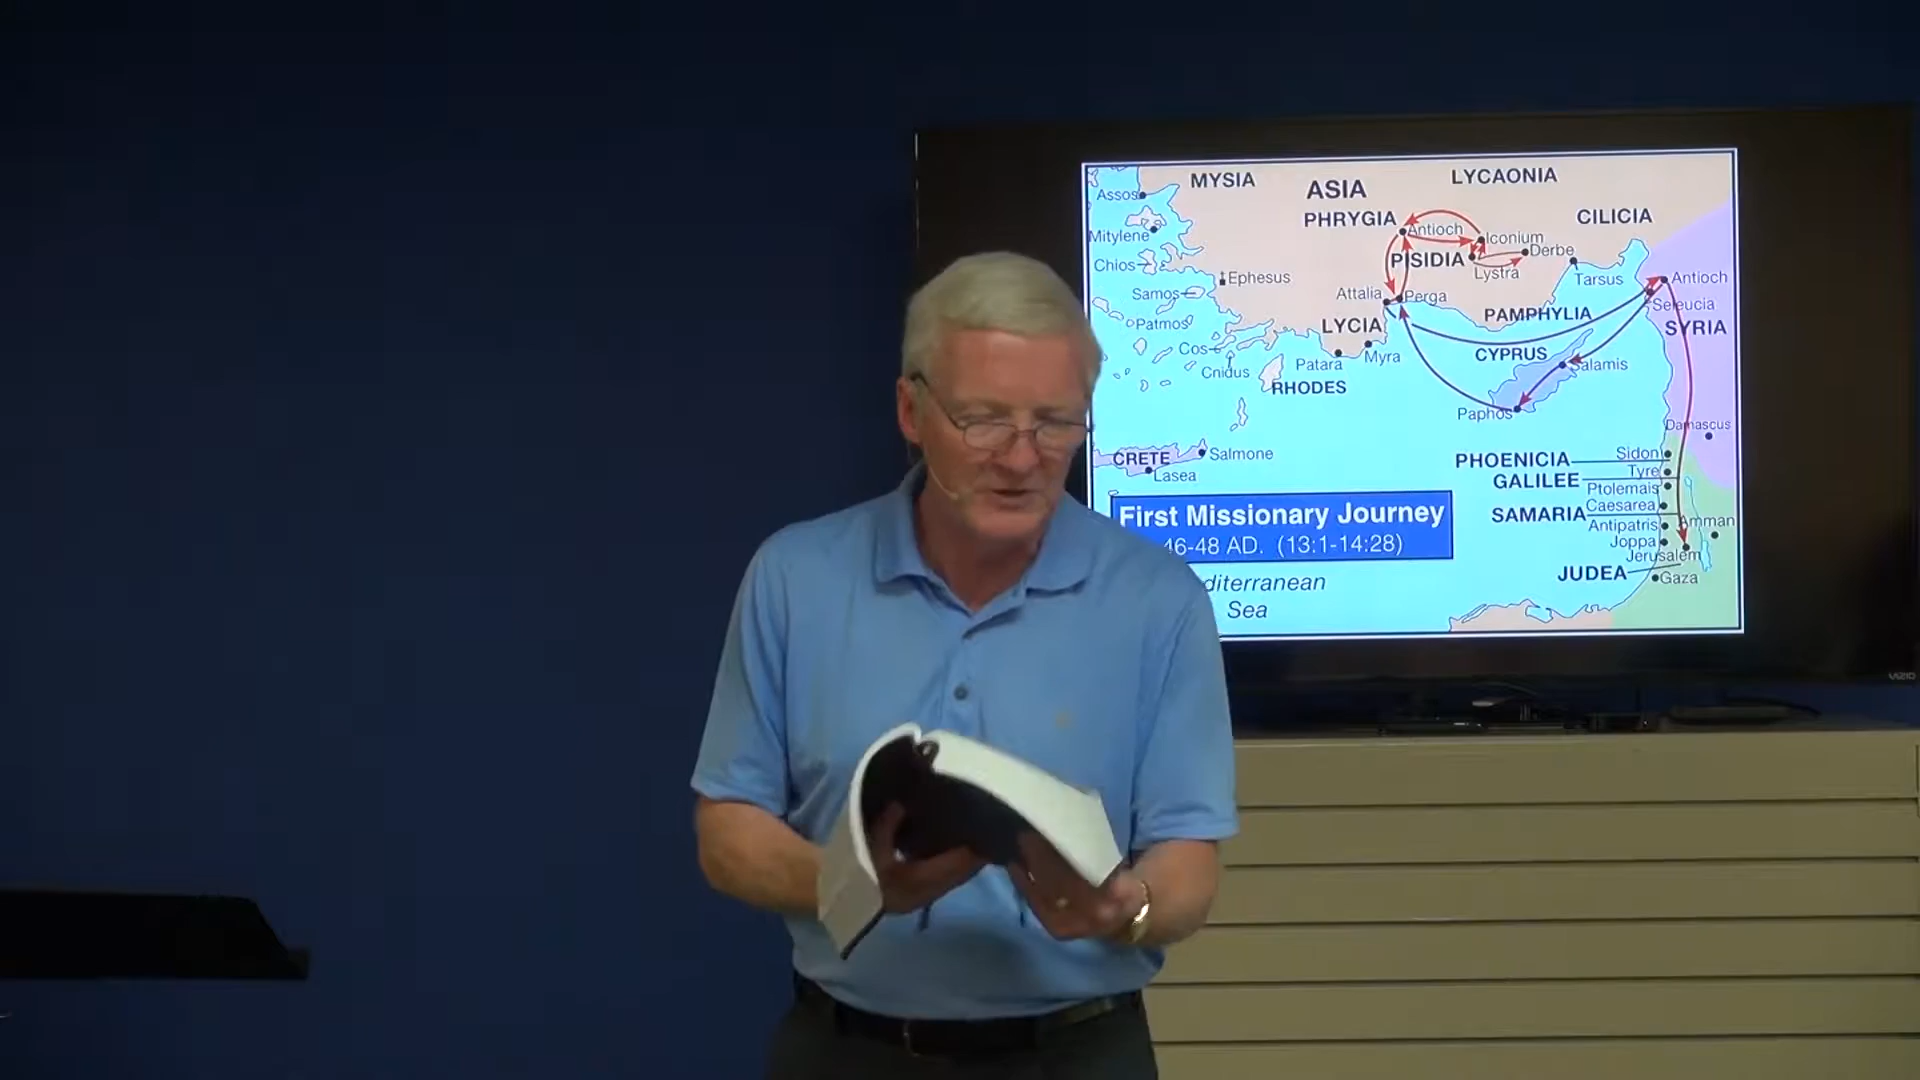 MYSIA
ASIA
LYCAONIA
Assos
PHRYGIA
CILICIA
Mitylene
Antioch
Iconium
Derbe
Chios
PISIDIA
Lystra
Tarsus
Antioch
Ephesus
Samos
Attalia
Perga
Seleucia
Patmos
LYCIA
PAMPHYLIA
SYRIA
Cos
Cnidus
Patara
Myra
CYPRUS
Salamis
RHODES
Paphos
Damascus
CRETE
Salmone
Lasea
PHOENICIA
Sidon
Tyre
GALILEE
Ptolemais
SAMARIA
Caesarea
Antipatris
Amman
Joppa
Jerusalem
JUDEA
Gaza
First Missionary Journey
46-48 AD. (13:1-14:28)
diterranean
Sea
VIZIO